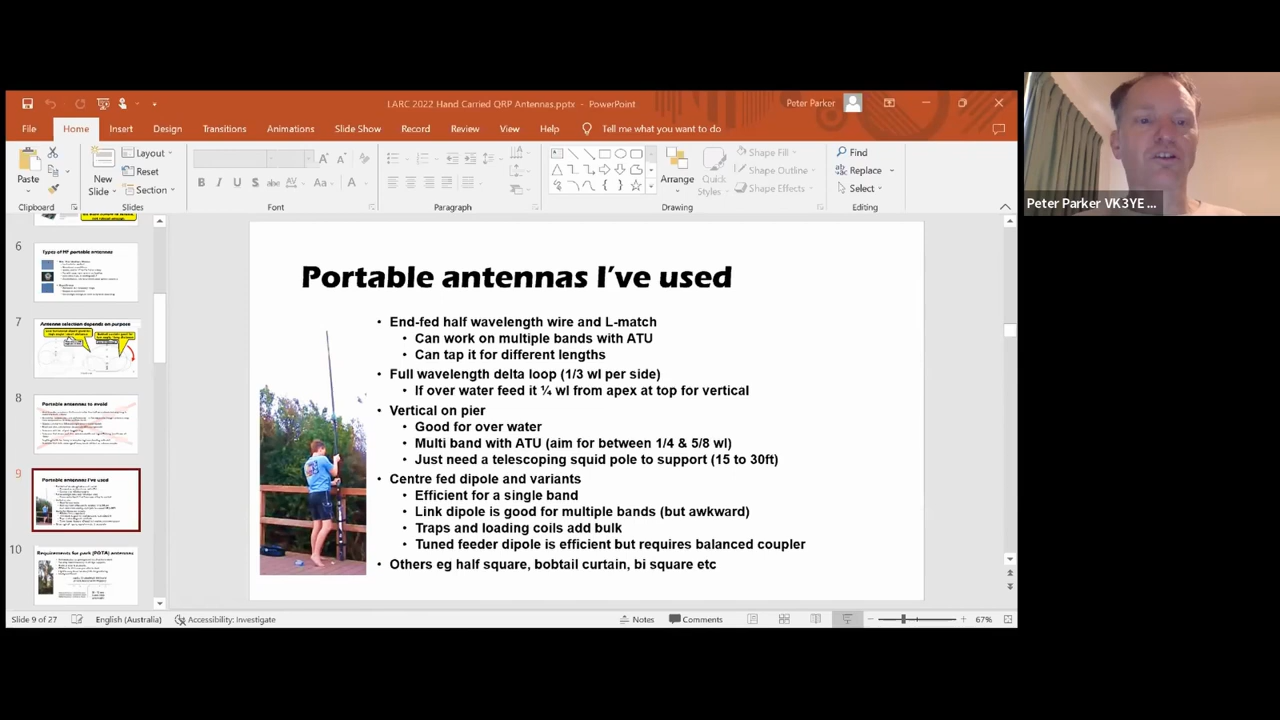 LARC 2022 Hand Carried QRP Antennas.pptx - PowerPoint
Peter Parker
File Home Insert Design Transitions Animations Slide Show Record Review View Help Tell me what you want to do
Paste
Clipboard
New Slide
Layout
Reset
Section
Slides
B I U S ab AV Aa A
Font
Paragraph
Arrange
Quick Styles
Shape Fill
Shape Outline
Shape Effects
Drawing
Find
Replace
Select
Editing
Peter Parker VK3YE ...
6
Types of HF portable antennas
7
Antenna selection depends on purpose
8
Portable antennas to avoid
9
Portable antennas I've used
10
Requirements for park (POTA) antennas
Portable antennas I've used
• End-fed half wavelength wire and L-match
• Can work on multiple bands with ATU
• Can tap it for different lengths
• Full wavelength delta loop (1/3 wl per side)
• If over water feed it ¼ wl from apex at top for vertical
• Vertical on pier
• Good for over water
• Multi band with ATU (aim for between 1/4 & 5/8 wl)
• Just need a telescoping squid pole to support (15 to 30ft)
• Centre fed dipole and variants
• Efficient for a single band
• Link dipole is good for multiple bands (but awkward)
• Traps and loading coils add bulk
• Tuned feeder dipole is efficient but requires balanced coupler
• Others eg half square, bobtail curtain, bi square etc
Slide 9 of 27 English (Australia) Accessibility: Investigate Notes Comments 67%